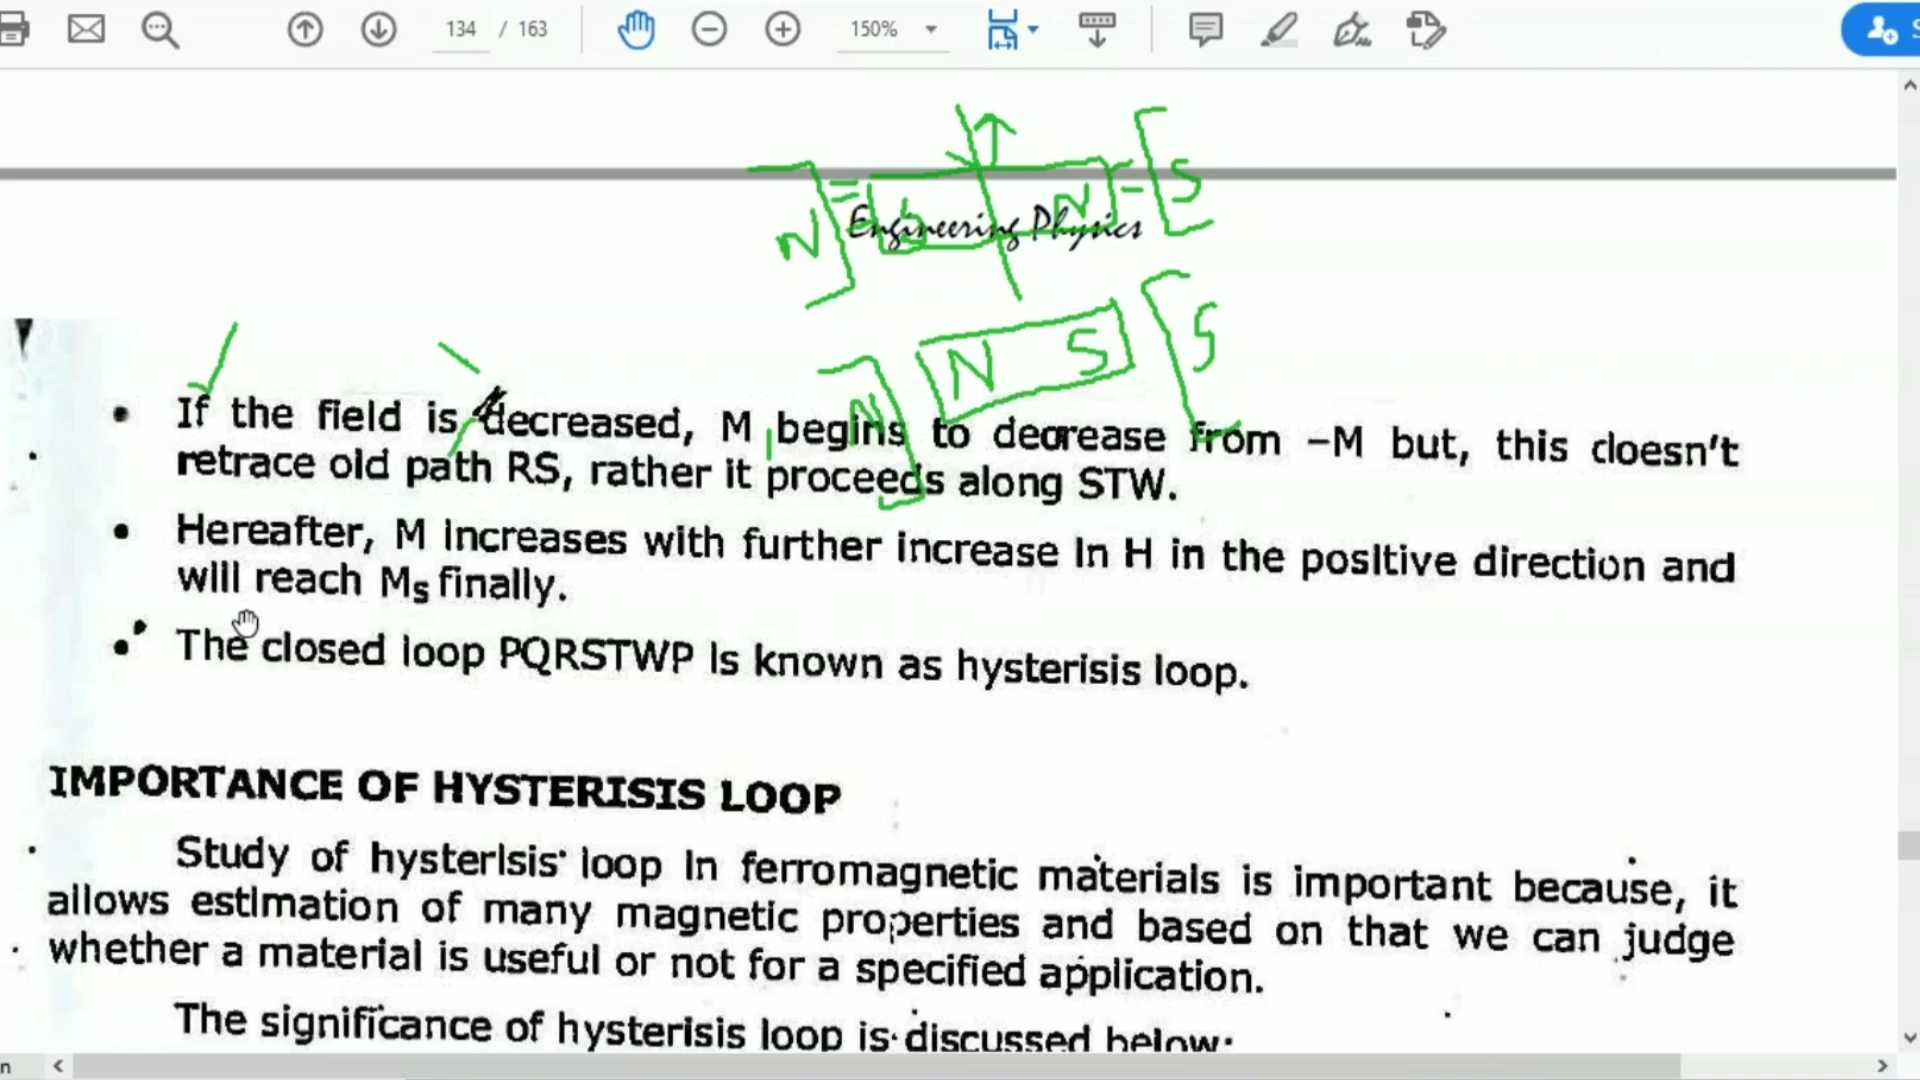 134 / 163
150%
S
N
S
N
Engineering Physics
S
N S
N
• If the field is decreased, M begins to decrease from –M but, this doesn't
retrace old path RS, rather it proceeds along STW.
• Hereafter, M increases with further increase in H in the positive direction and
will reach Ms finally.
• The closed loop PQRSTWP is known as hysterisis loop.
IMPORTANCE OF HYSTERISIS LOOP
Study of hysterisis loop in ferromagnetic materials is important because, it
allows estimation of many magnetic properties and based on that we can judge
whether a material is useful or not for a specified application.
The significance of hysterisis loop is discussed below: